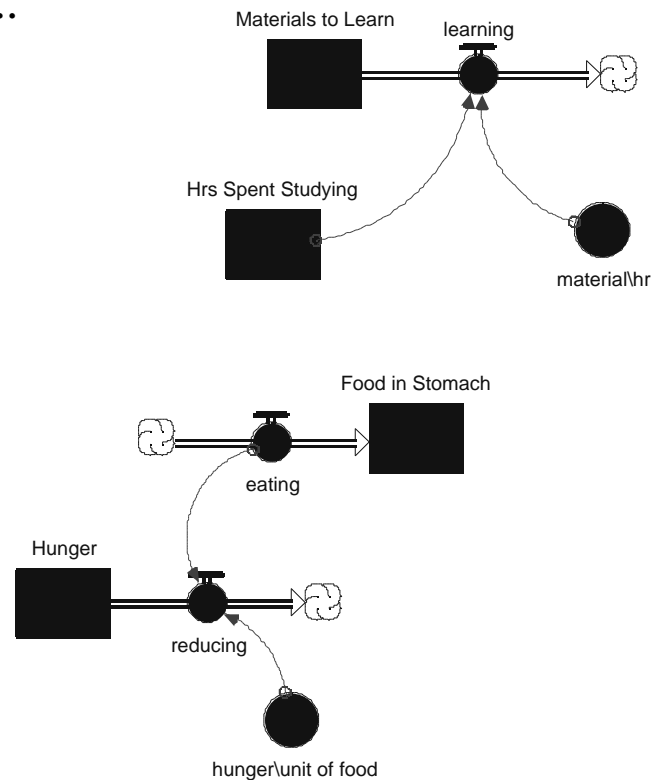 ..
Materials to Learn
learning
Hrs Spent Studying
material\hr
Food in Stomach
eating
Hunger
reducing
hunger\unit of food